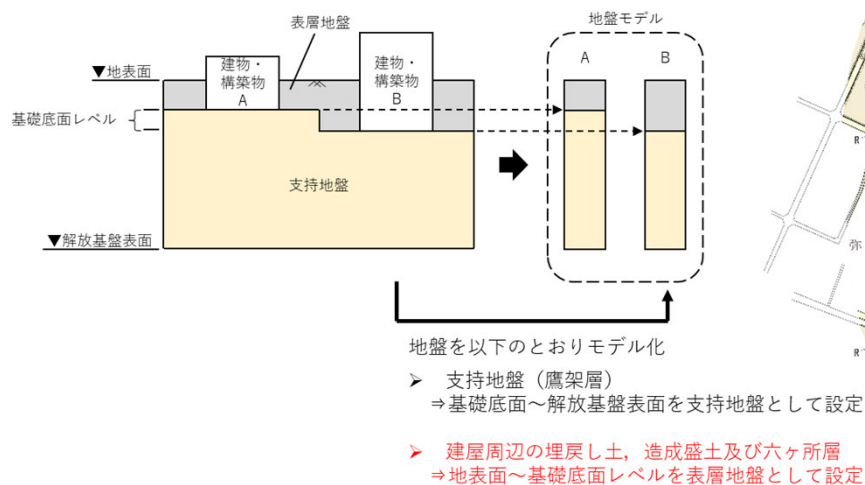 表層地盤
地盤モデル
▼地表面
建物・
構築物
A
建物・
構築物
B
A
B
基礎底面レベル
支持地盤
▼解放基盤表面
地盤を以下のとおりモデル化
➢ 支持地盤（鷹架層）
⇒基礎底面～解放基盤表面を支持地盤として設定
➢ 建屋周辺の埋戻し土，造成盛土及び六ヶ所層
⇒地表面～基礎底面レベルを表層地盤として設定
R
弥
R